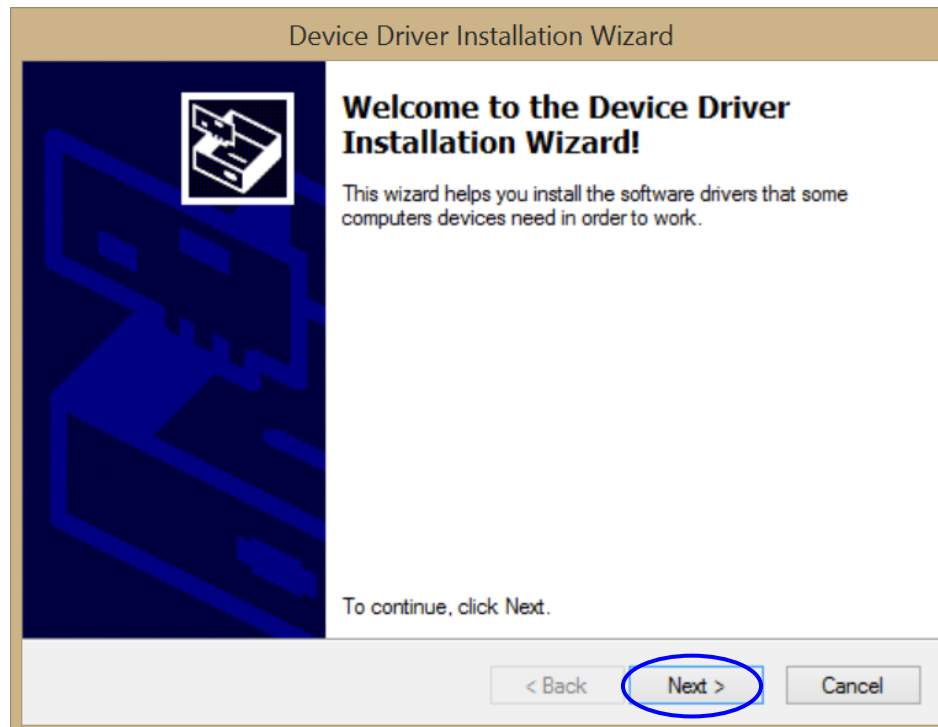 Device Driver Installation Wizard
Welcome to the Device Driver
Installation Wizard!
This wizard helps you install the software drivers that some
computers devices need in order to work.
To continue, click Next.
< Back
Next >
Cancel